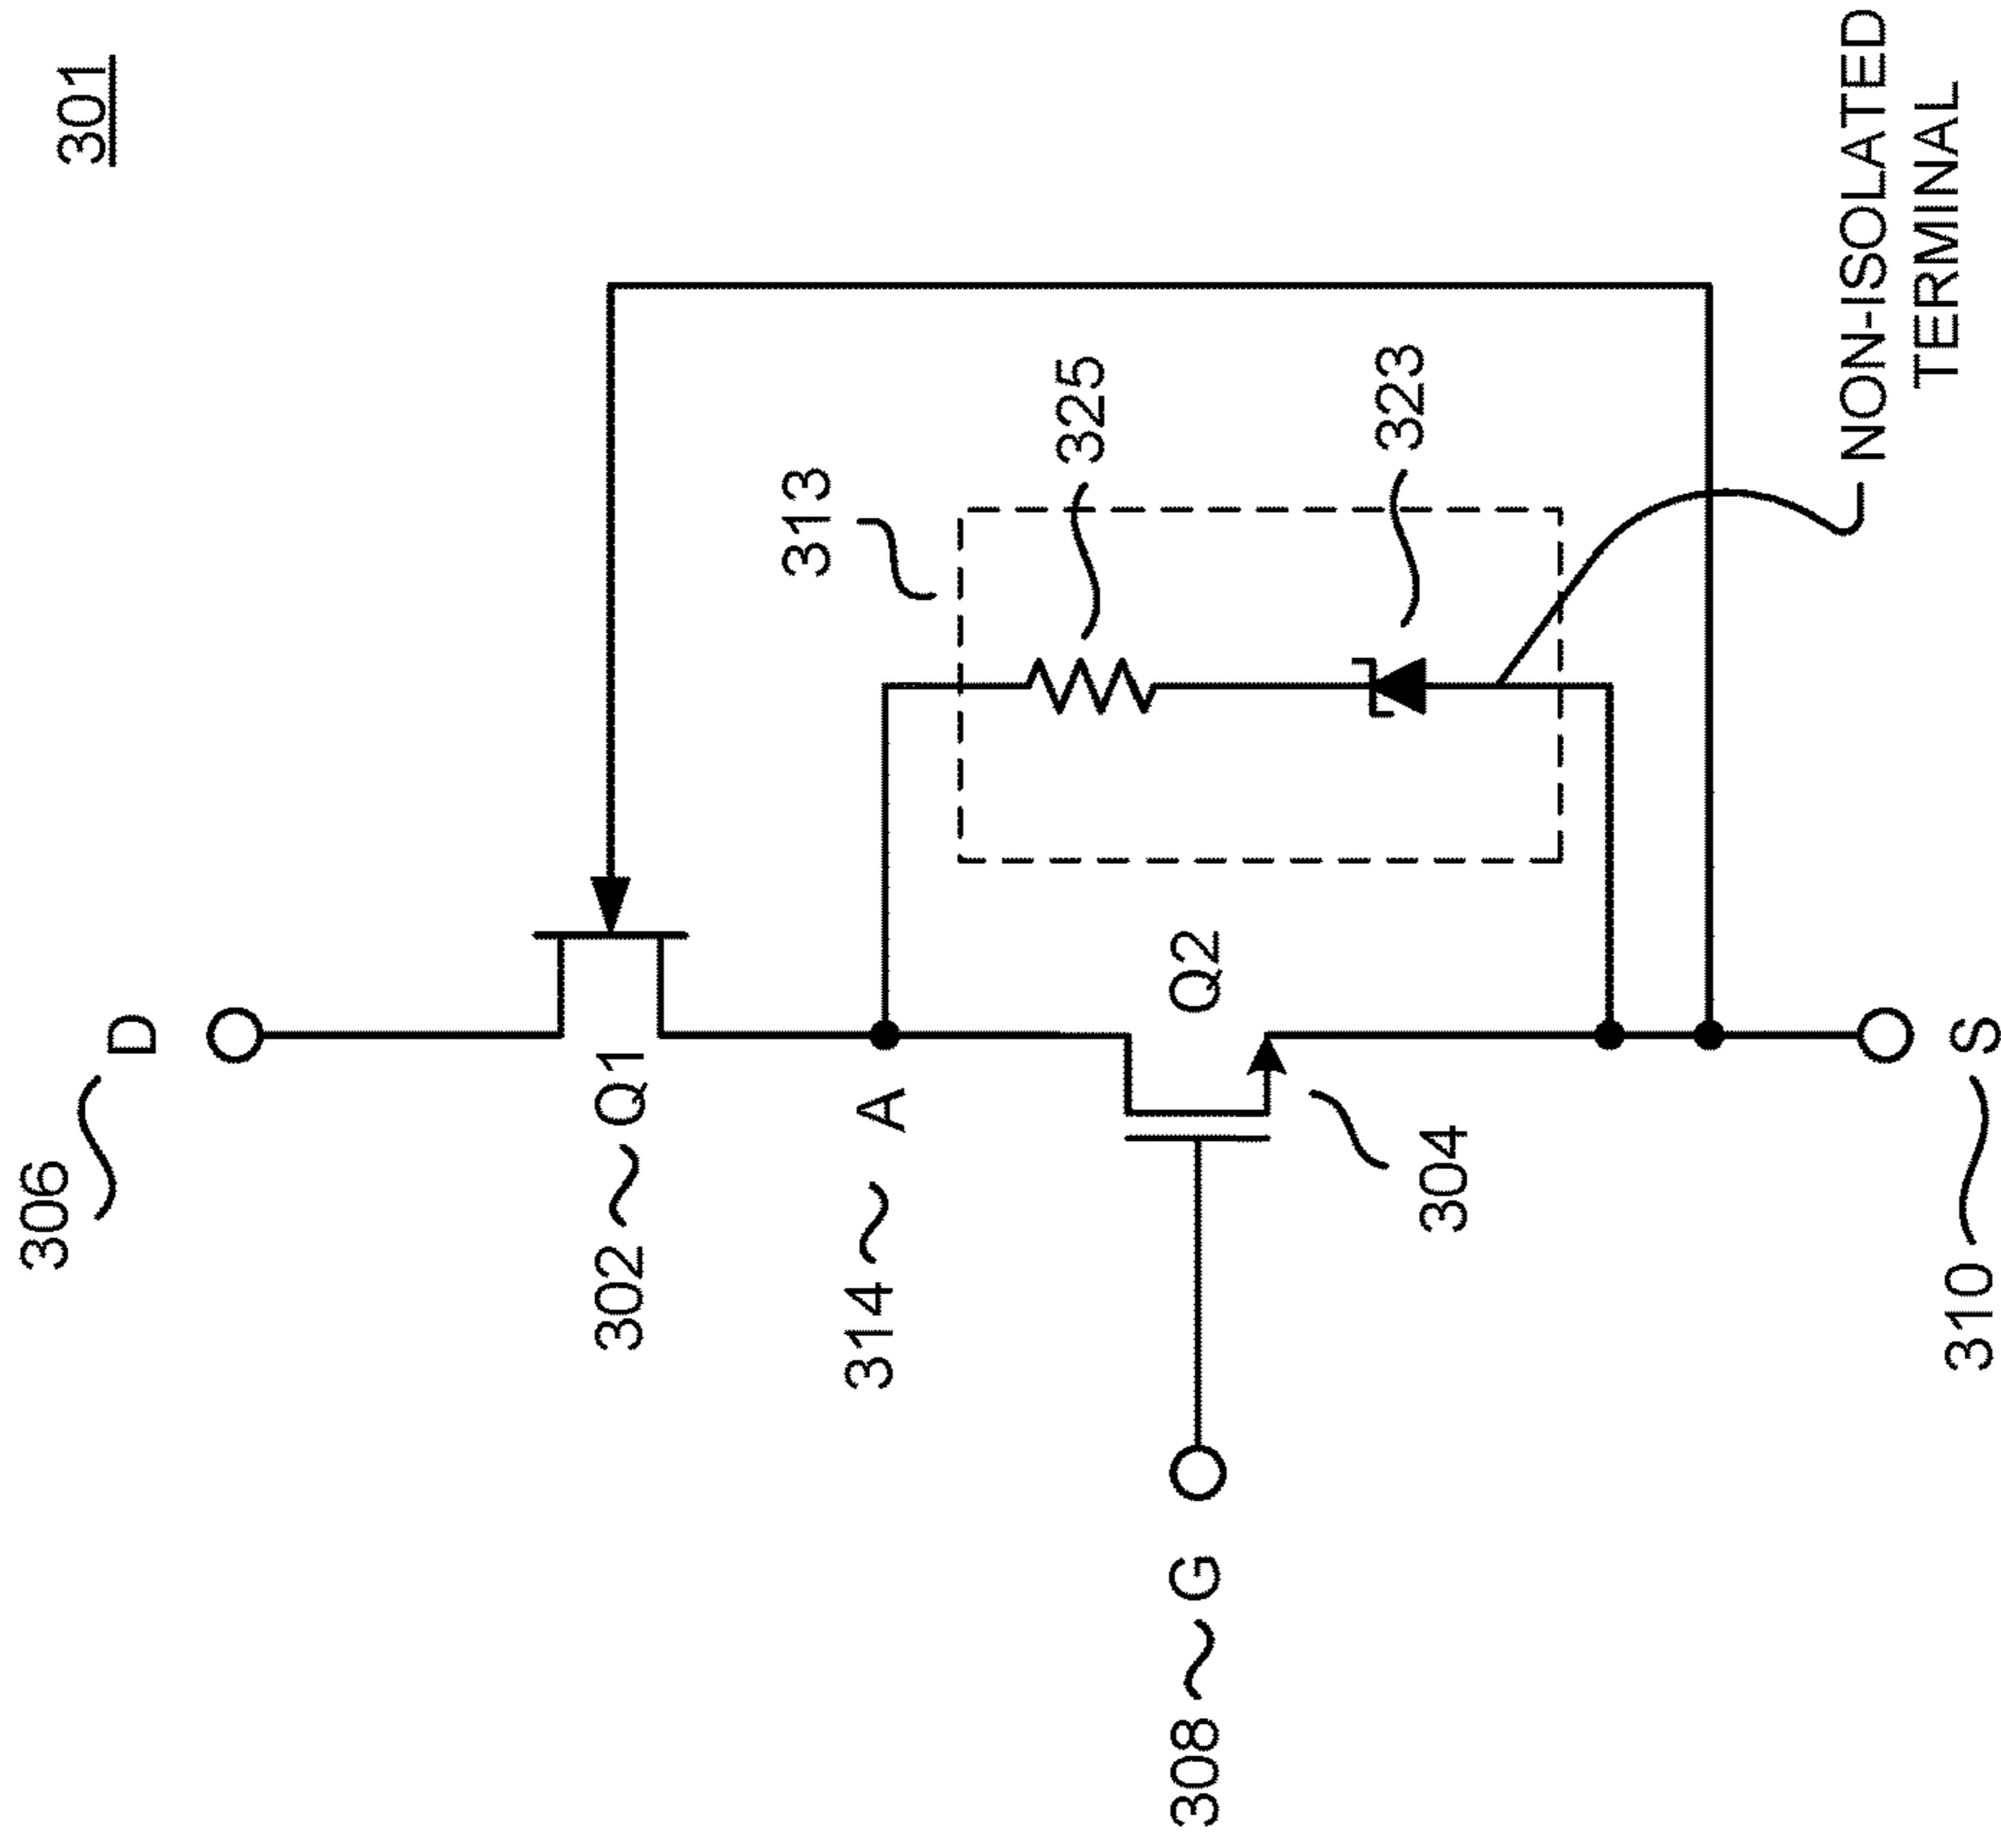 301
306
D
302
Q1
313
325
323
314
A
Q2
304
308
G
310
S
NON-ISOLATED
TERMINAL